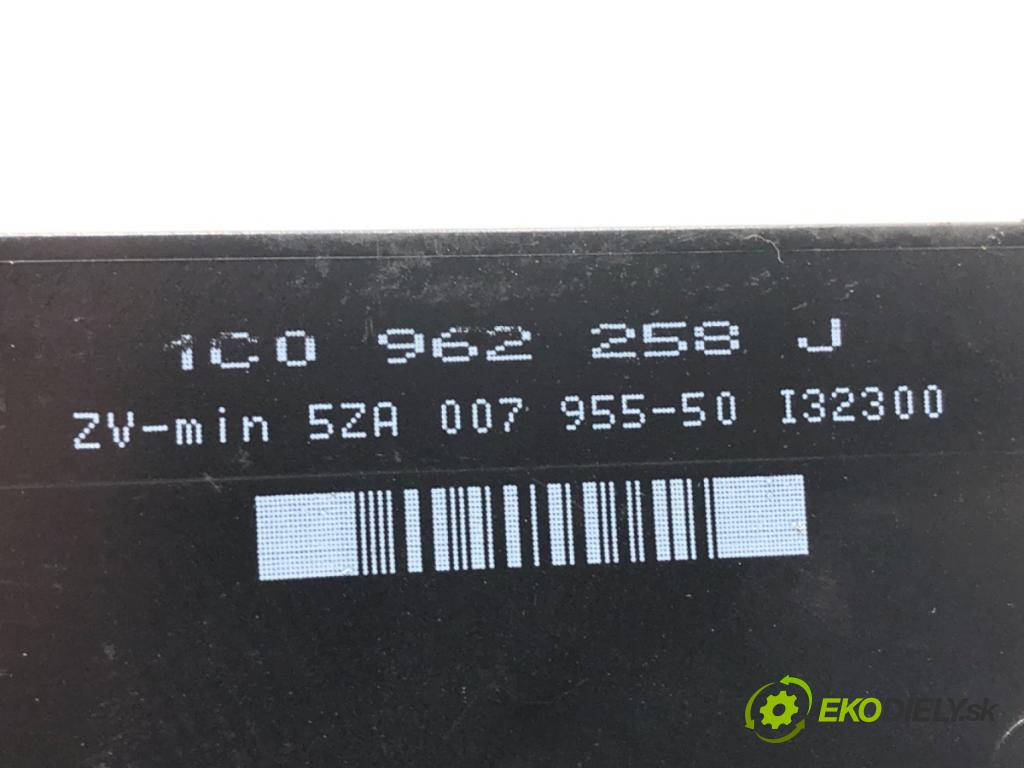 1C0 962 258 J
ZV-min 5ZA 007 955-50 I32300
EKODIELY.sk